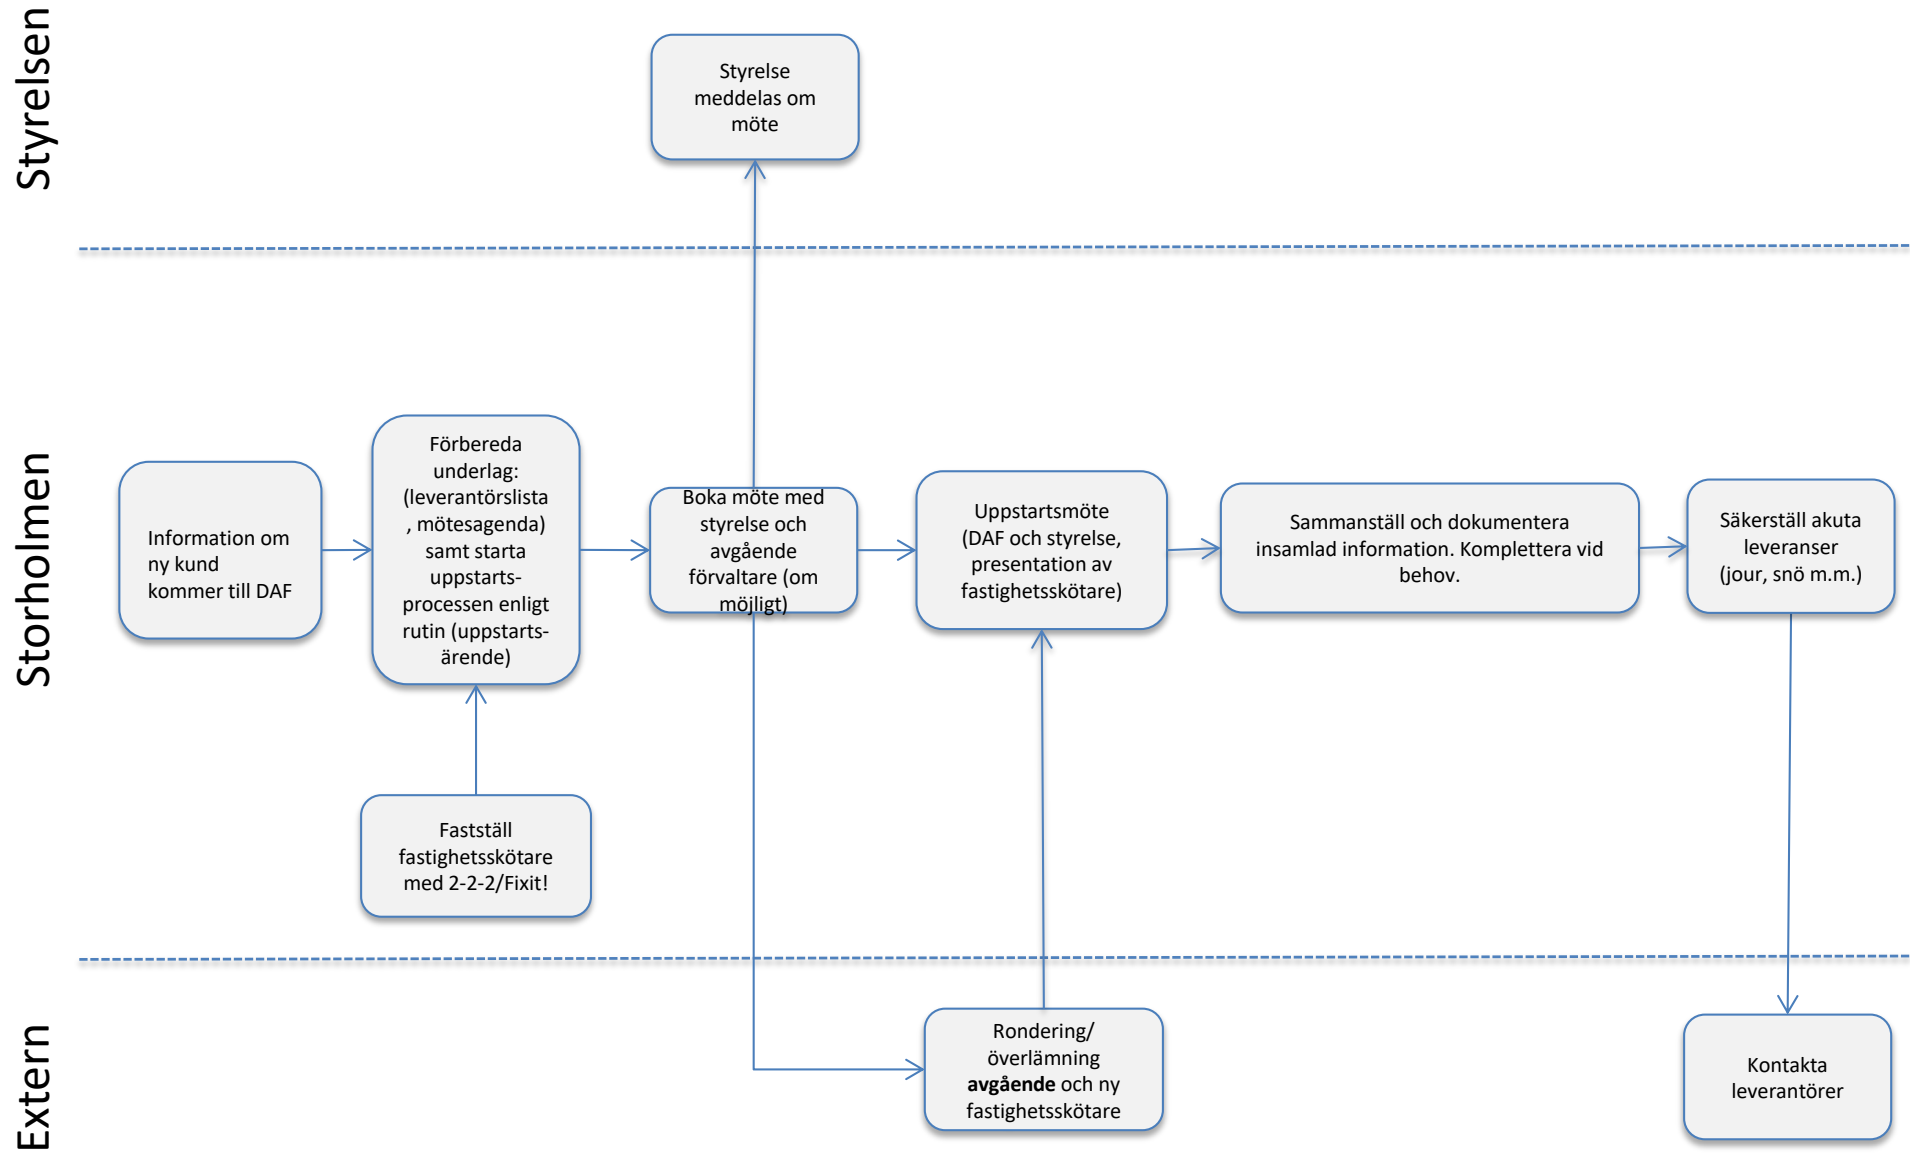 Styrelsen
Styrelse
meddelas om
möte
Storholmen
Information om
ny kund
kommer till DAF
Förbereda
underlag:
(leverantörslista
, mötesagenda)
samt starta
uppstarts-
processen enligt
rutin (uppstarts-
ärende)
Boka möte med
styrelse och
avgående
förvaltare (om
möjligt)
Uppstartsmöte
(DAF och styrelse,
presentation av
fastighetsskötare)
Sammanställ och dokumentera
insamlad information. Komplettera vid
behov.
Säkerställ akuta
leveranser
(jour, snö m.m.)
Fastställ
fastighetsskötare
med 2-2-2/Fixit!
Extern
Rondering/
överlämning
avgående och ny
fastighetsskötare
Kontakta
leverantörer